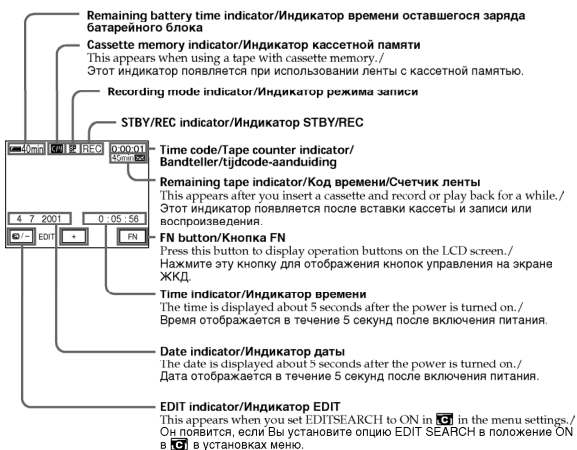 Remaining battery time indicator/Индикатор времени оставшегося заряда
батарейного блока
Cassette memory indicator/Индикатор кассетной памяти
This appears when using a tape with cassette memory./
Этот индикатор появляется при использовании ленты с кассетной памятью.
Recording mode indicator/Индикатор режима записи
STBY/REC indicator/Индикатор STBY/REC
40min SP REC 0:00:01
45min
Time code/Tape counter indicator/
Bandteller/tijdcode-aanduiding
Remaining tape indicator/Код времени/Счетчик ленты
This appears after you insert a cassette and record or play back for a while./
Этот индикатор появляется после вставки кассеты и записи или
воспроизведения.
4 7 2001 0:05:56
/– EDIT + FN
FN button/Кнопка FN
Press this button to display operation buttons on the LCD screen./
Нажмите эту кнопку для отображения кнопок управления на экране
ЖКД.
Time indicator/Индикатор времени
The time is displayed about 5 seconds after the power is turned on./
Время отображается в течение 5 секунд после включения питания.
Date indicator/Индикатор даты
The date is displayed about 5 seconds after the power is turned on./
Дата отображается в течение 5 секунд после включения питания.
EDIT indicator/Индикатор EDIT
This appears when you set EDITSEARCH to ON in C in the menu settings./
Он появится, если Вы установите опцию EDIT SEARCH в положение ON
в C в установках меню.